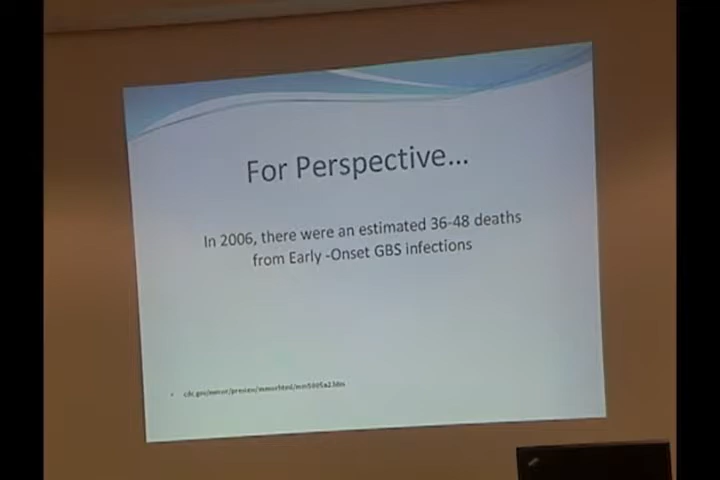 For Perspective...
In 2006, there were an estimated 36-48 deaths
from Early -Onset GBS infections